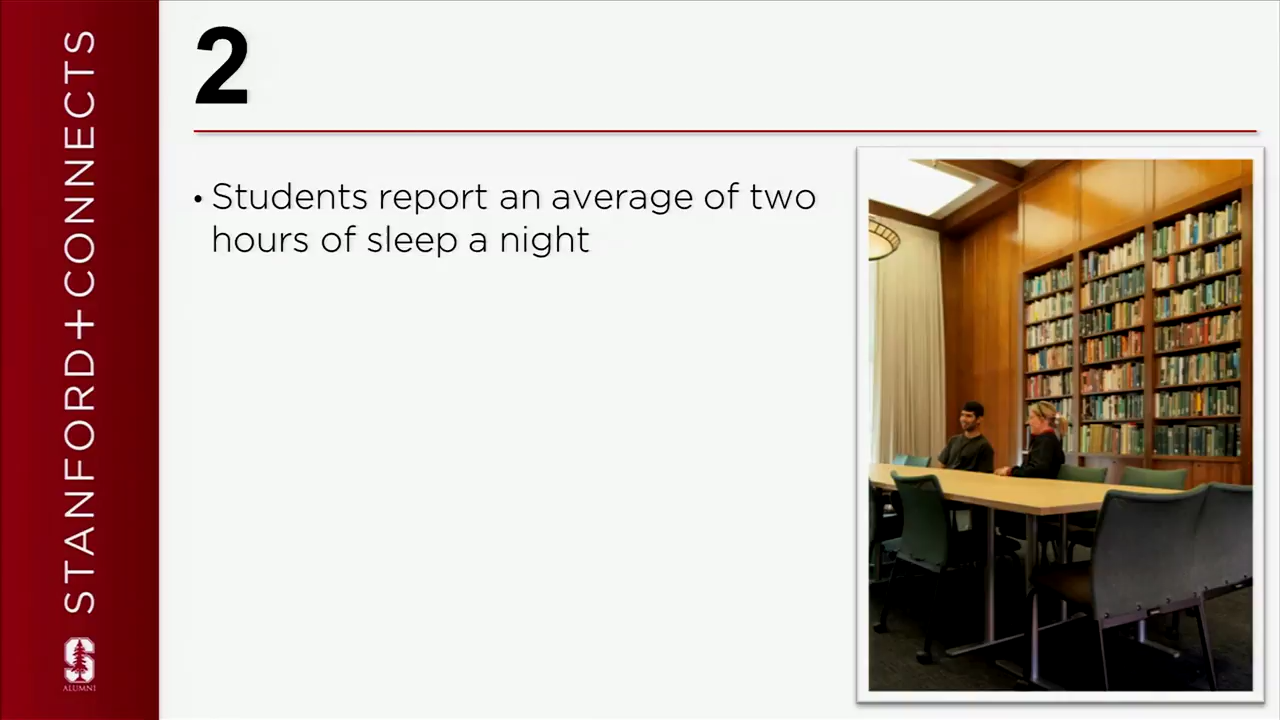 STANFORD+CONNECTS
S
ALUMNI
2
• Students report an average of two
hours of sleep a night